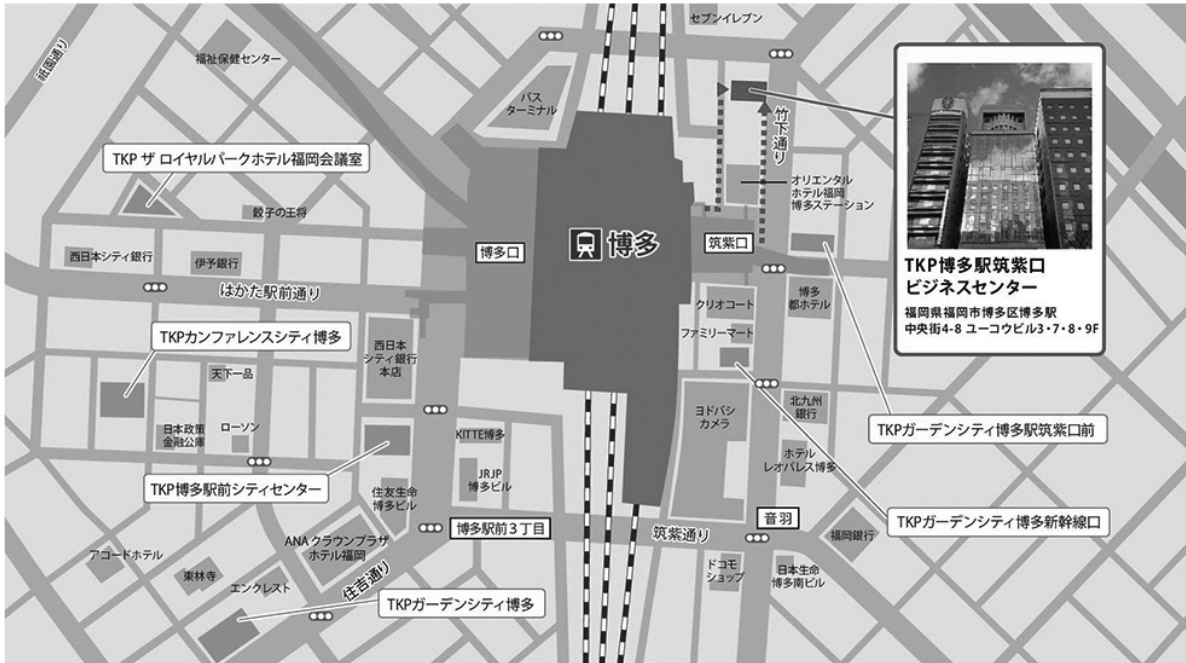 セブンイレブン
祇園通り
福祉保健センター
バス
ターミナル
竹下通り
TKP ザ ロイヤルパークホテル福岡会議室
オリエンタル
ホテル福岡
博多ステーション
餃子の王将
博多口
博多
筑紫口
西日本シティ銀行
伊予銀行
はかた駅前通り
TKP博多駅筑紫口
ビジネスセンター
福岡県福岡市博多区博多駅
中央街4-8 ユーコウビル3・7・8・9F
クリオコート
博多
都ホテル
ファミリーマート
TKPカンファレンスシティ博多
西日本
シティ銀行
本店
天下一品
ヨドバシ
カメラ
北九州
銀行
TKPガーデンシティ博多駅筑紫口前
日本政策
金融公庫
ローソン
KITTE博多
ホテル
レオパレス博多
TKP博多駅前シティセンター
JRJP
博多ビル
住友生命
博多ビル
TKPガーデンシティ博多新幹線口
博多駅前3丁目
筑紫通り
音羽
福岡銀行
ANAクラウンプラザ
ホテル福岡
アコードホテル
東林寺
エンクレスト
住吉通り
ドコモ
ショップ
日本生命
博多南ビル
TKPガーデンシティ博多